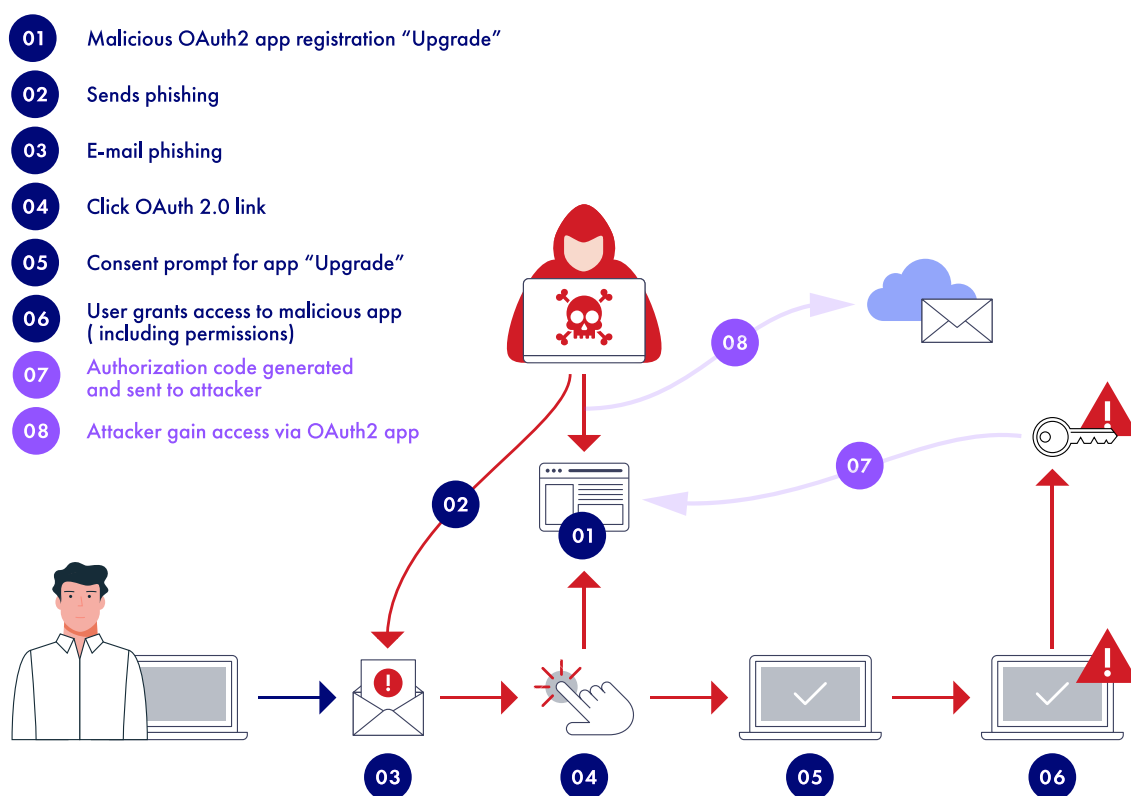 01 Malicious OAuth2 app registration “Upgrade”
02 Sends phishing
03 E-mail phishing
04 Click OAuth 2.0 link
05 Consent prompt for app “Upgrade”
06 User grants access to malicious app
( including permissions)
07 Authorization code generated
and sent to attacker
08 Attacker gain access via OAuth2 app
08
07
02
01
03
04
05
06